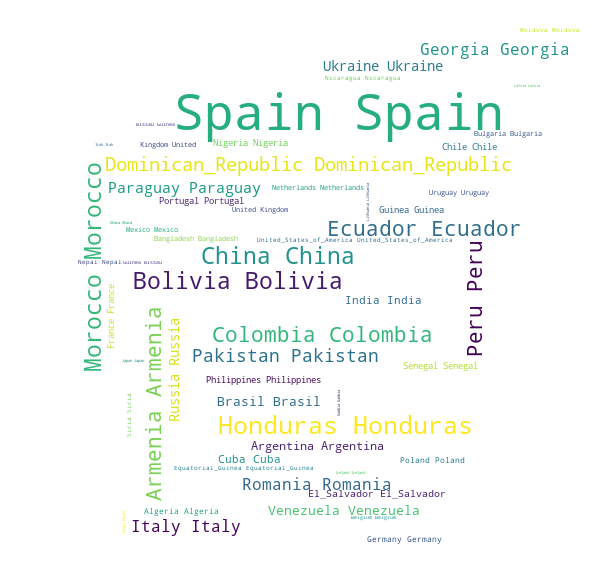 Moldova Moldova
Georgia Georgia
Ukraine Ukraine
Nicaragua Nicaragua
Latvia Latvia
Spain Spain
Bissau Guinea
Bulgaria Bulgaria
Nigeria Nigeria
Kingdom United
Chile Chile
Dominican_Republic Dominican_Republic
Morocco Morocco
Paraguay Paraguay
Netherlands Netherlands
Lithuania Lithuania
Uruguay Uruguay
Portugal Portugal
United Kingdom
Guinea Guinea
Mexico Mexico
Ecuador Ecuador
Bangladesh Bangladesh
United_States_of_America United_States_of_America
China China
Peru Peru
Nepal Nepal
Guinea Bissau
Bolivia Bolivia
France France
India India
Armenia Armenia
Russia Russia
Colombia Colombia
Pakistan Pakistan
Japan Japan
Senegal Senegal
Philippines Philippines
Siria Siria
Brasil Brasil
Gambia Gambia
Honduras Honduras
Argentina Argentina
Cuba Cuba
Poland Poland
Equatorial_Guinea Equatorial_Guinea
Ireland Ireland
Romania Romania
El_Salvador El_Salvador
Algeria Algeria
Venezuela Venezuela
Belgium Belgium
Italy Italy
Germany Germany